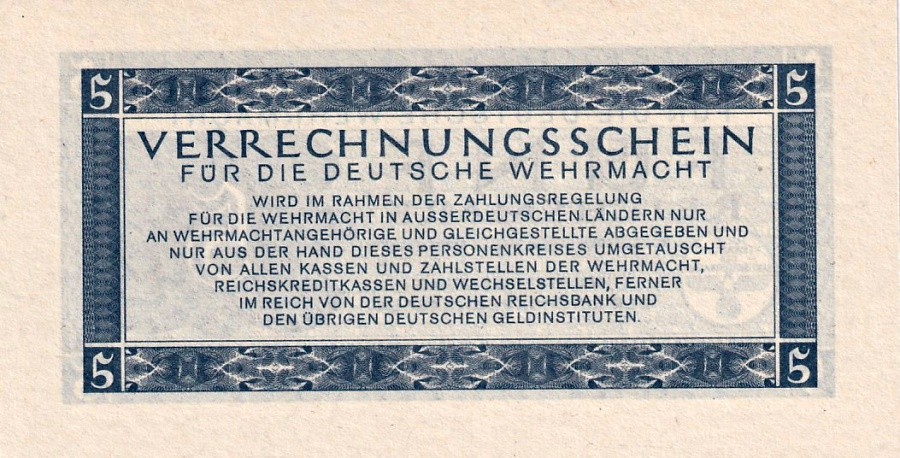 5 5
VERRECHNUNGSSCHEIN
FÜR DIE DEUTSCHE WEHRMACHT
WIRD IM RAHMEN DER ZAHLUNGSREGELUNG
FÜR DIE WEHRMACHT IN AUSSERDEUTSCHEN LÄNDERN NUR
AN WEHRMACHTANGEHÖRIGE UND GLEICHGESTELLTE ABGEGEBEN UND
NUR AUS DER HAND DIESES PERSONENKREISES UMGETAUSCHT
VON ALLEN KASSEN UND ZAHLSTELLEN DER WEHRMACHT,
REICHSKREDITKASSEN UND WECHSELSTELLEN, FERNER
IM REICH VON DER DEUTSCHEN REICHSBANK UND
DEN ÜBRIGEN DEUTSCHEN GELDINSTITUTEN.
5 5